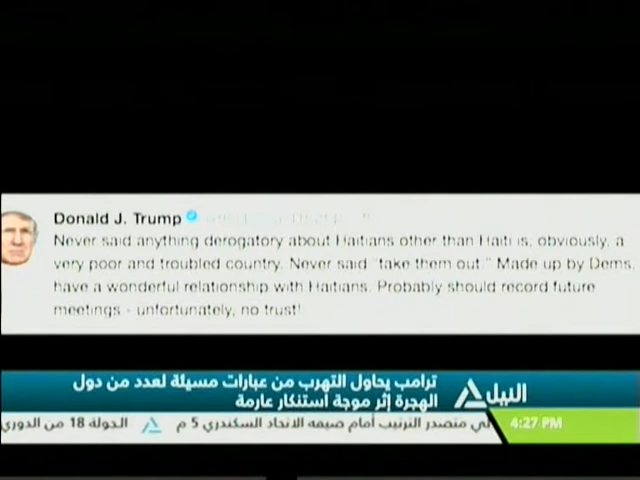 Donald J. Trump
Never said anything derogatory about Haitians other than Haiti is, obviously, a
very poor and troubled country. Never said "take them out." Made up by Dems.
have a wonderful relationship with Haitians. Probably should record future
meetings - unfortunately, no trust!
ترامب يحاول التهرب من عبارات مسيئة لعدد من دول
الهجرة إثر موجة استنكار عارمة
النيل
لي متصدر الترتيب أمام ضيفه الاتحاد السكندري 5 م
الجولة 18 من الدوري
4:27 PM